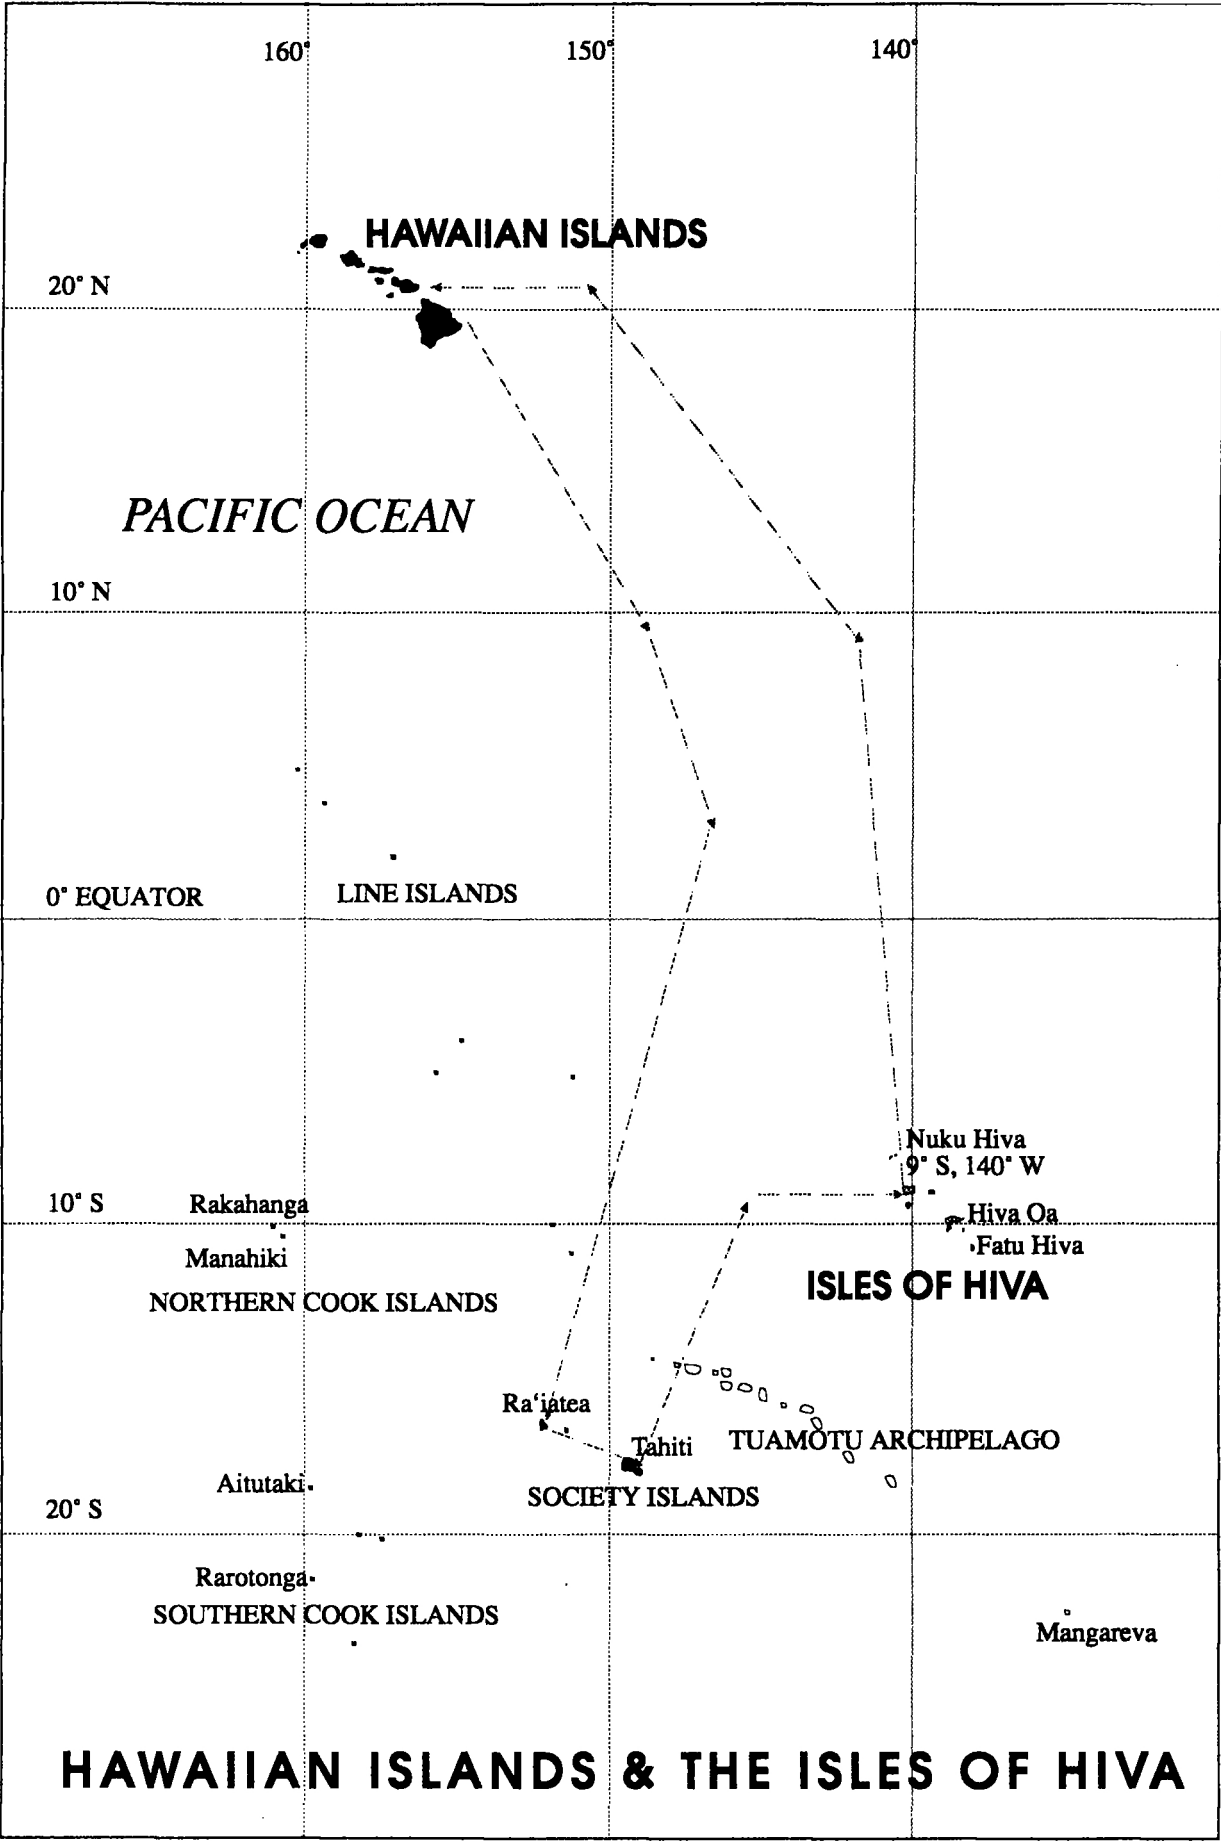 160°
150°
140°
HAWAIIAN ISLANDS
20° N
PACIFIC OCEAN
10° N
0° EQUATOR
LINE ISLANDS
Nuku Hiva
9° S, 140° W
10° S
Rakahanga
Hiva Oa
Manahiki
Fatu Hiva
ISLES OF HIVA
NORTHERN COOK ISLANDS
Ra‘iatea
Tahiti
TUAMOTU ARCHIPELAGO
Aitutaki
SOCIETY ISLANDS
20° S
Rarotonga
SOUTHERN COOK ISLANDS
Mangareva
HAWAIIAN ISLANDS & THE ISLES OF HIVA